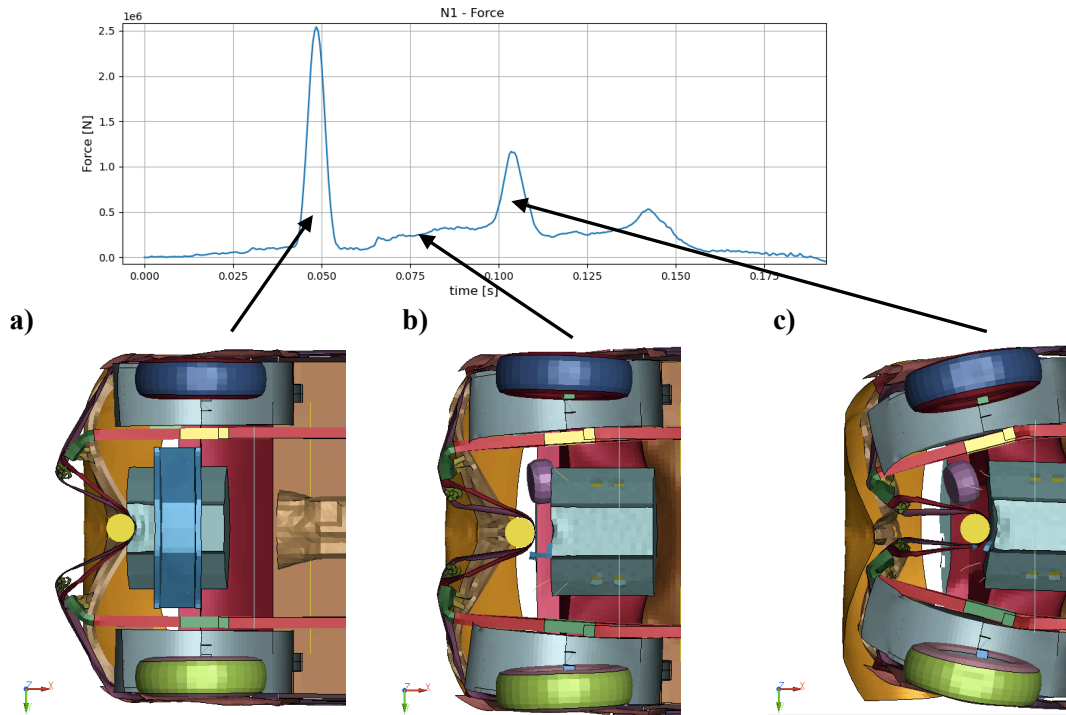 N1 - Force
1e6
2.5
2.0
1.5
1.0
0.5
0.0
Force [N]
0.000 0.025 0.050 0.075 0.100 0.125 0.150 0.175
time [s]
a) b) c)
Z X Y Z X Y Z X Y